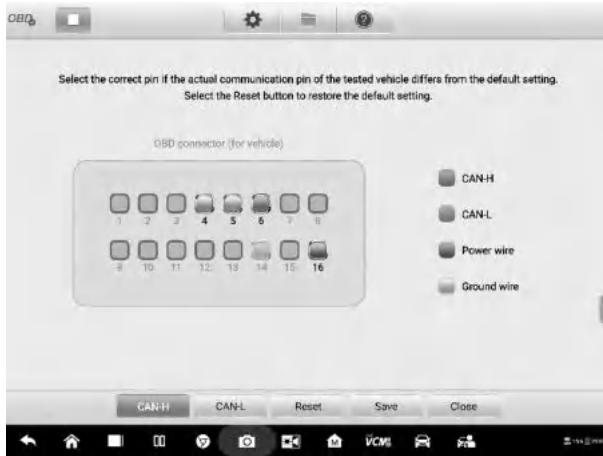 OBD
Select the correct pin if the actual communication pin of the tested vehicle differs from the default setting.
Select the Reset button to restore the default setting.
OBD connector (for vehicle)
CAN-H
CAN-L
Power wire
Ground wire
1 2 3 4 5 6 7 8
9 10 11 12 13 14 15 16
CAN-H CAN-L Reset Save Close
M VCMI